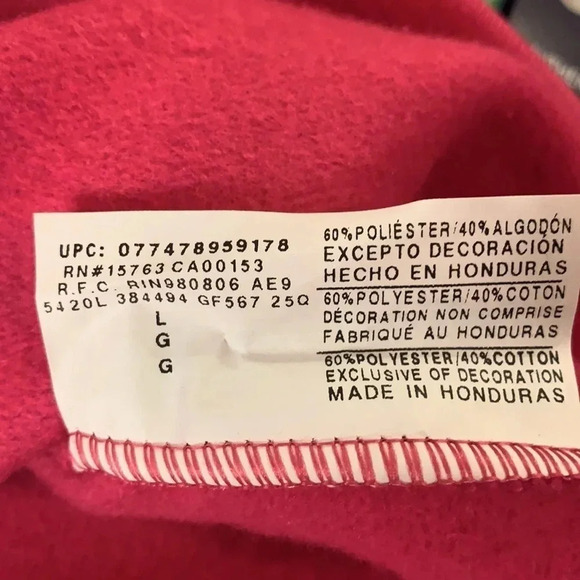 UPC: 077478959178
RN#15763 CA00153
R.F.C. RIN980806 AE9
5420L 384494 GF567 25Q
L
G
G
60%POLIÉSTER/40%ALGODÓN
EXCEPTO DECORACIÓN
HECHO EN HONDURAS
60%POLYESTER/40%COTON
DÉCORATION NON COMPRISE
FABRIQUÉ AU HONDURAS
60%POLYESTER/40%COTTON
EXCLUSIVE OF DECORATION
MADE IN HONDURAS